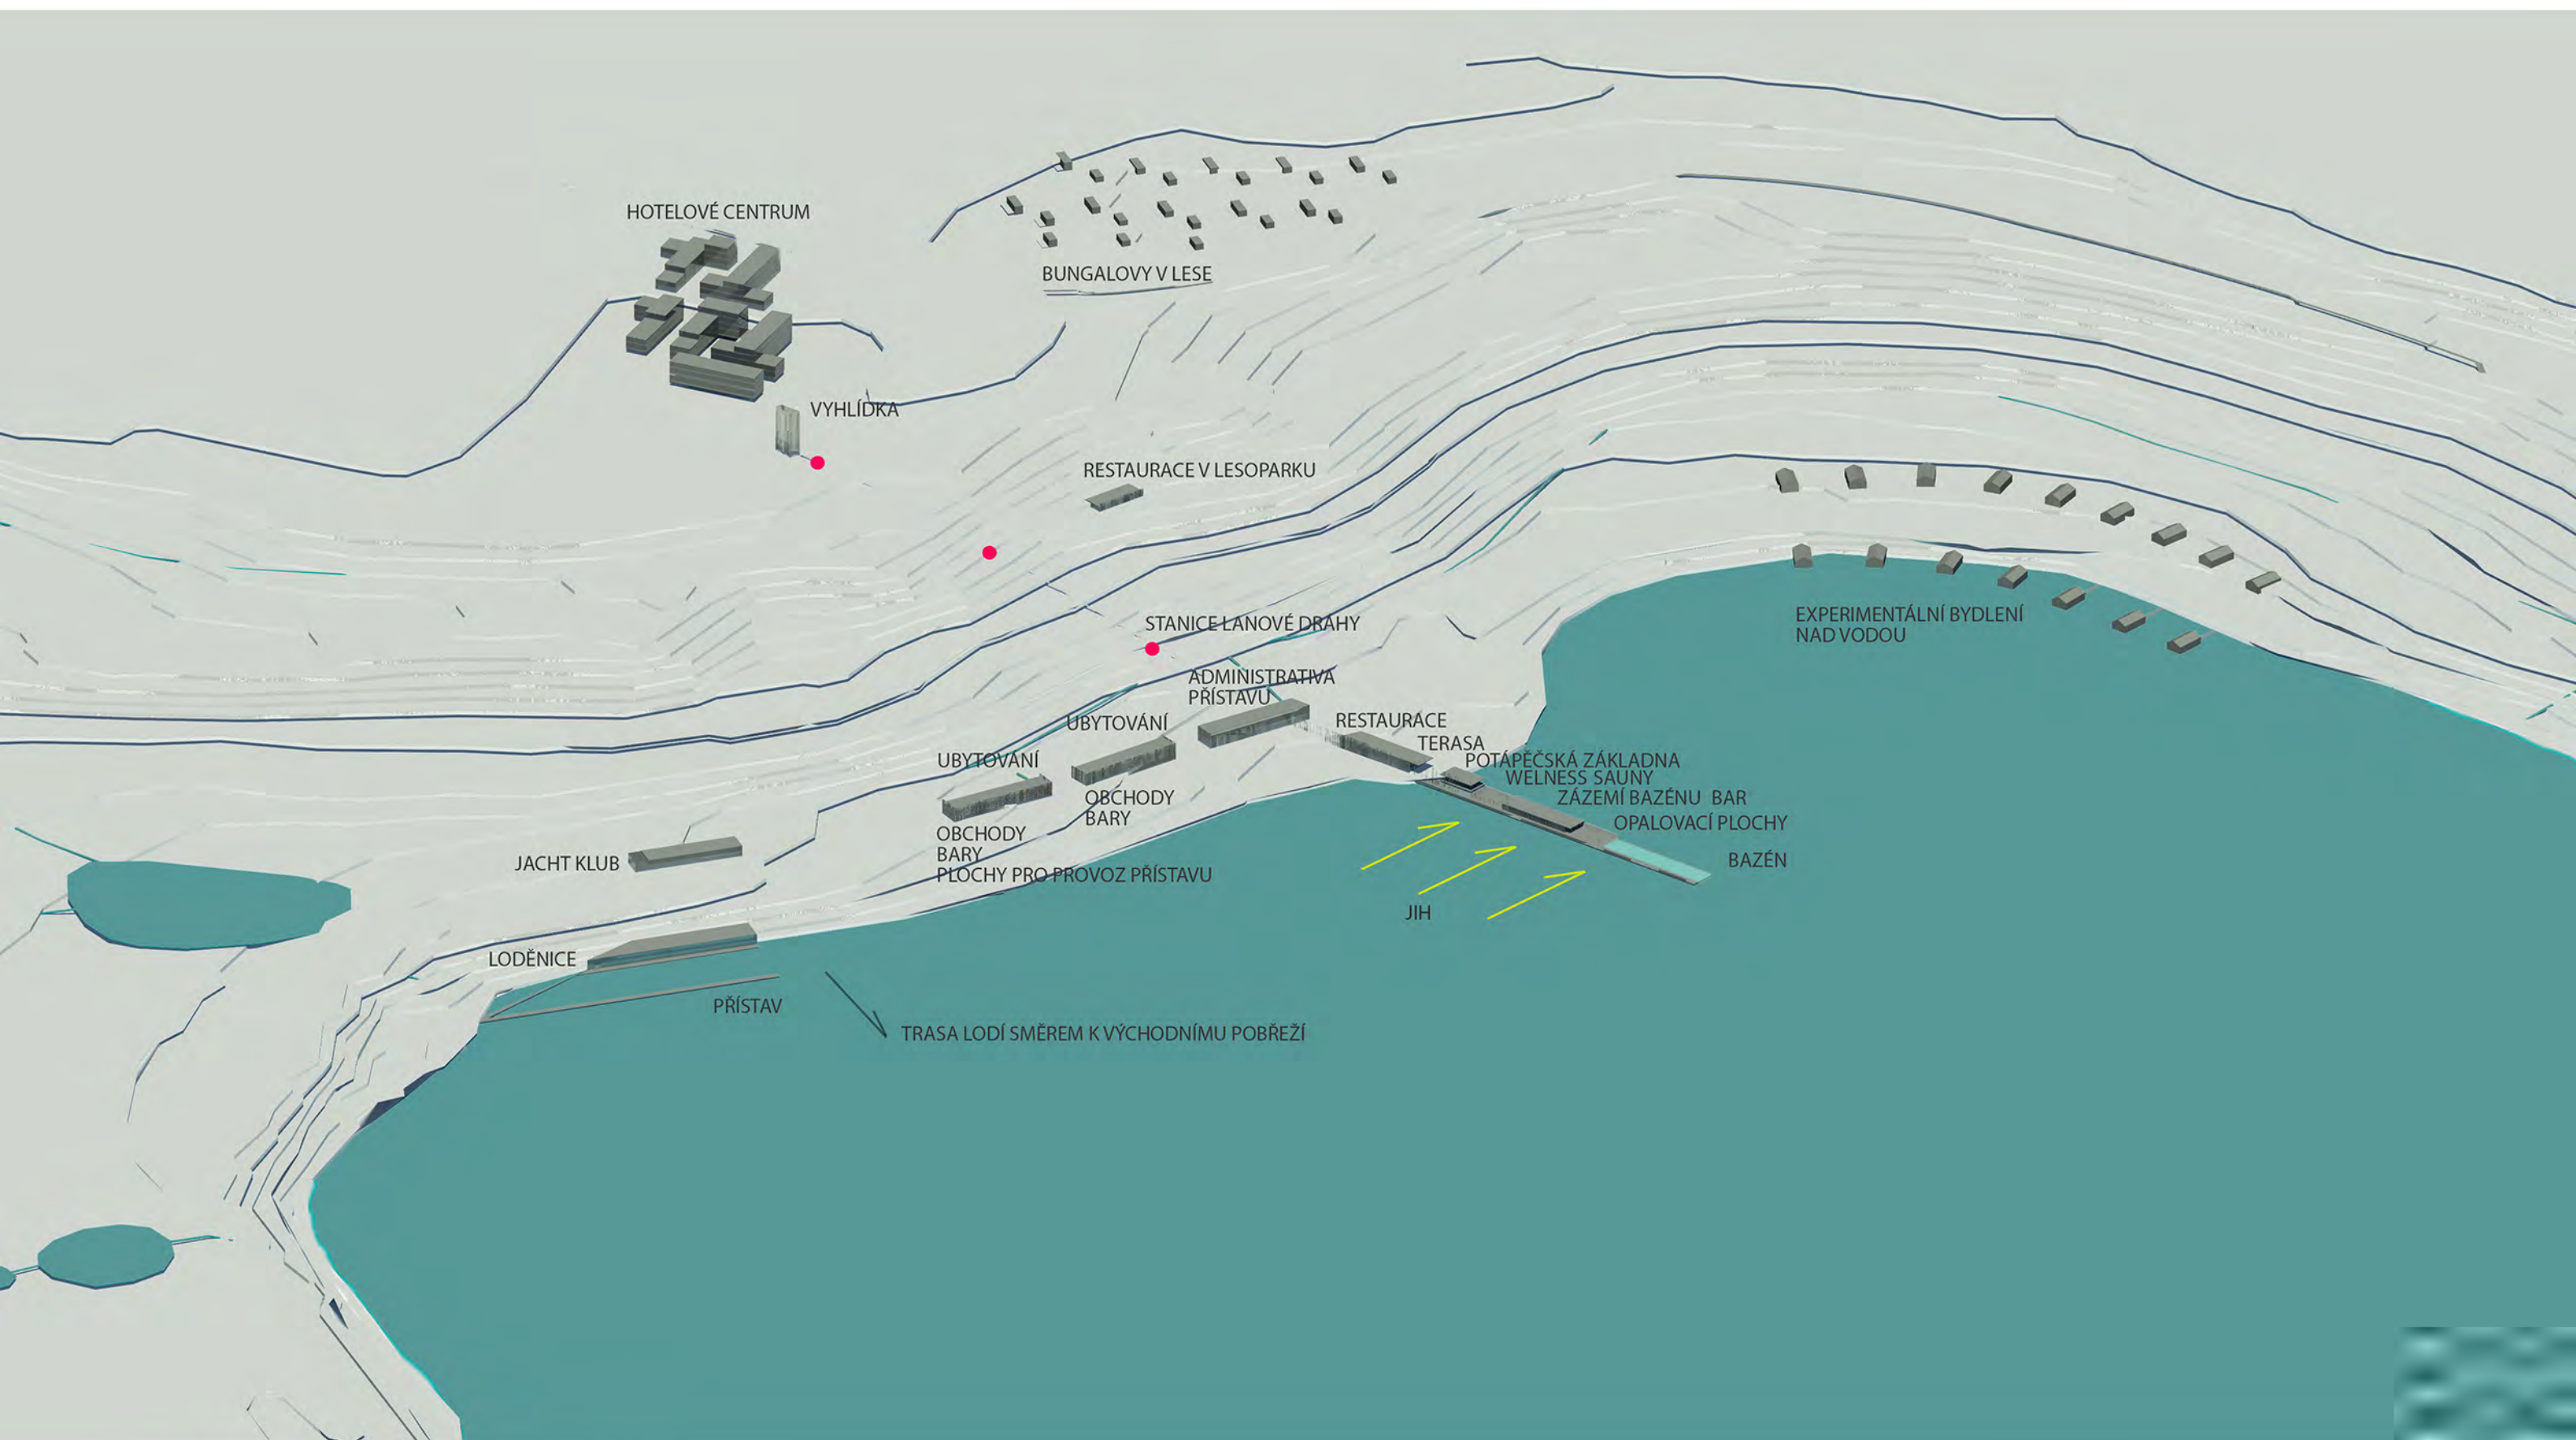 HOTELOVÉ CENTRUM
BUNGALOVY V LESE
VYHLÍDKA
RESTAURACE V LESOPARKU
STANICE LANOVÉ DRÁHY
EXPERIMENTÁLNÍ BYDLENÍ
NAD VODOU
ADMINISTRATIVA
PŘÍSTAVU
UBYTOVÁNÍ
RESTAURACE
TERASA
UBYTOVÁNÍ
POTÁPĚČSKÁ ZÁKLADNA
WELNESS SAUNY
ZÁZEMÍ BAZÉNU BAR
OBCHODY
BARY
OPALOVACÍ PLOCHY
OBCHODY
BARY
PLOCHY PRO PROVOZ PŘÍSTAVU
JACHT KLUB
BAZÉN
JIH
LODĚNICE
PŘÍSTAV
TRASA LODÍ SMĚREM K VÝCHODNÍMU POBŘEŽÍ